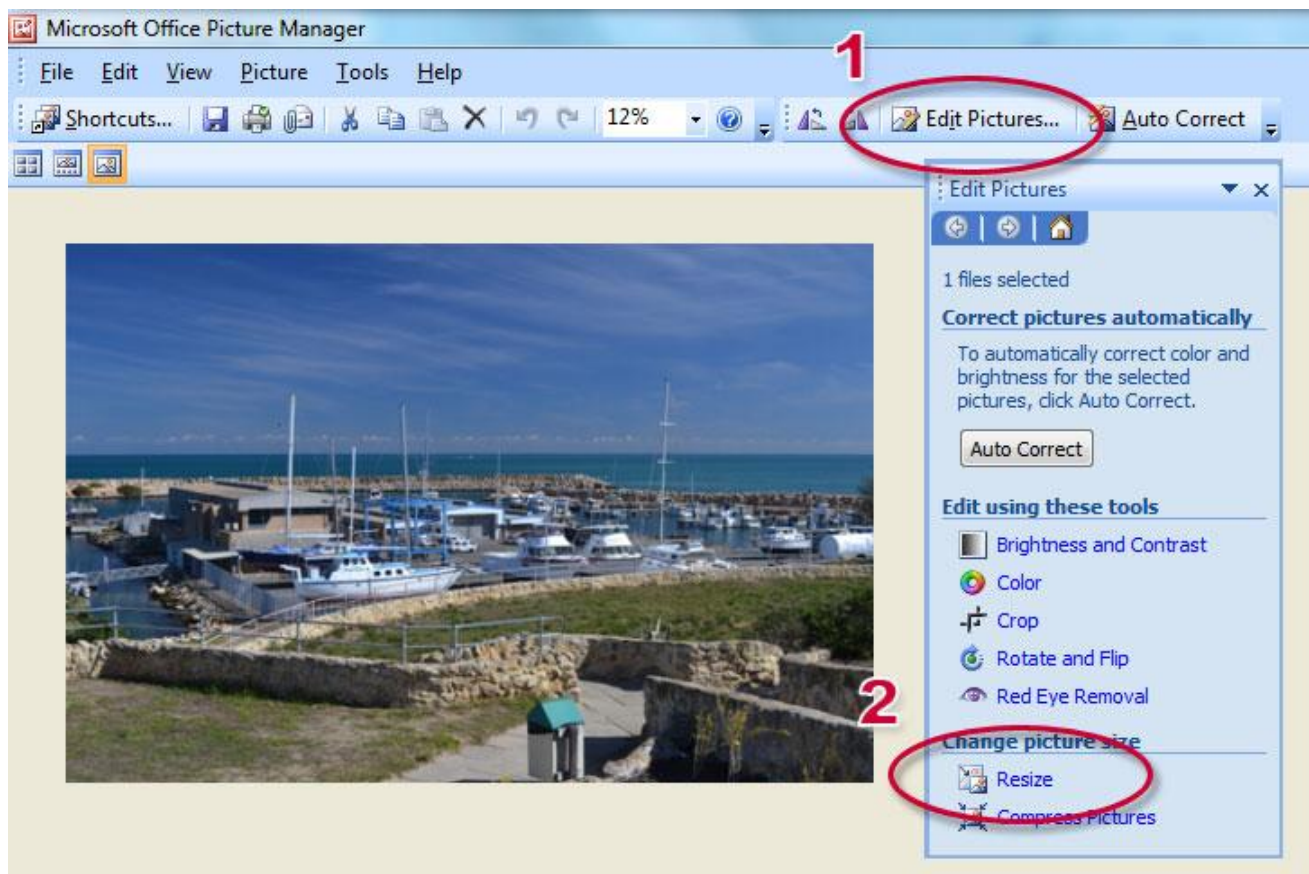 Microsoft Office Picture Manager
1
File Edit View Picture Tools Help
Shortcuts... 12% Edit Pictures... Auto Correct
Edit Pictures
1 files selected
Correct pictures automatically
To automatically correct color and
brightness for the selected
pictures, click Auto Correct.
Auto Correct
Edit using these tools
Brightness and Contrast
Color
Crop
Rotate and Flip
Red Eye Removal
2
Change picture size
Resize
Compress Pictures